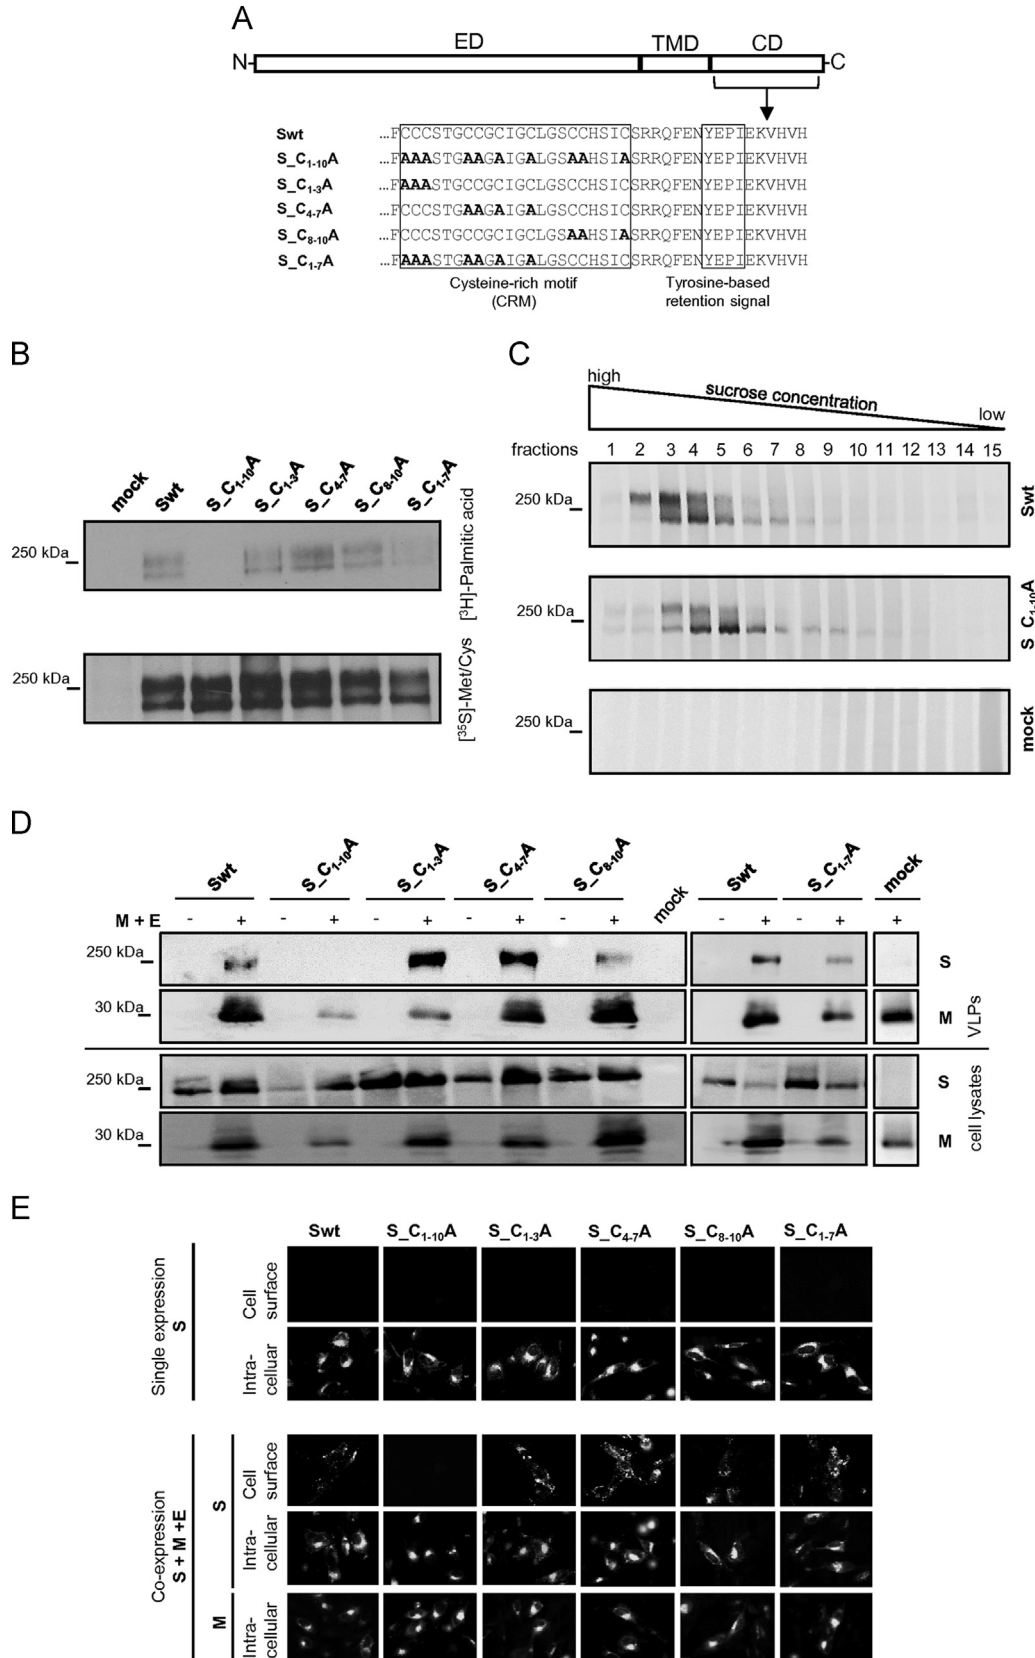 A
ED TMD CD
N C
Swt ...FCCCSTGCCGCIGCLGSCCHSICSRRQFENYEPIEKVHVH
S_C1-10A ...FAAASTGAAGAIGALGSAAHSIASRRQFENYEPIEKVHVH
S_C1-3A ...FAAASTGCCGCIGCLGSCCHSICSRRQFENYEPIEKVHVH
S_C4-7A ...FCCCSTGAAGAIGALGSCCHSICSRRQFENYEPIEKVHVH
S_C8-10A ...FCCCSTGCCGCIGCLGSAAHSIASRRQFENYEPIEKVHVH
S_C1-7A ...FAAASTGAAGAIGALGSCCHSICSRRQFENYEPIEKVHVH
Cysteine-rich motif Tyrosine-based
(CRM) retention signal
B
mock Swt S_C1-10A S_C1-3A S_C4-7A S_C8-10A S_C1-7A
250 kDa
[3H]-Palmitic acid
250 kDa
[35S]-Met/Cys
C
high
sucrose concentration
low
fractions 1 2 3 4 5 6 7 8 9 10 11 12 13 14 15
250 kDa
Swt
250 kDa
S_C1-10A
250 kDa
mock
D
Swt S_C1-10A S_C1-3A S_C4-7A S_C8-10A mock Swt S_C1-7A mock
M + E - + - + - + - + - + - + - + +
250 kDa S
30 kDa M
VLPs
250 kDa S
30 kDa M
cell lysates
E
Swt S_C1-10A S_C1-3A S_C4-7A S_C8-10A S_C1-7A
Single expression
S
Cell
surface
Intra-
cellular
Co-expression
S + M +E
S
Cell
surface
Intra-
cellular
M
Intra-
cellular